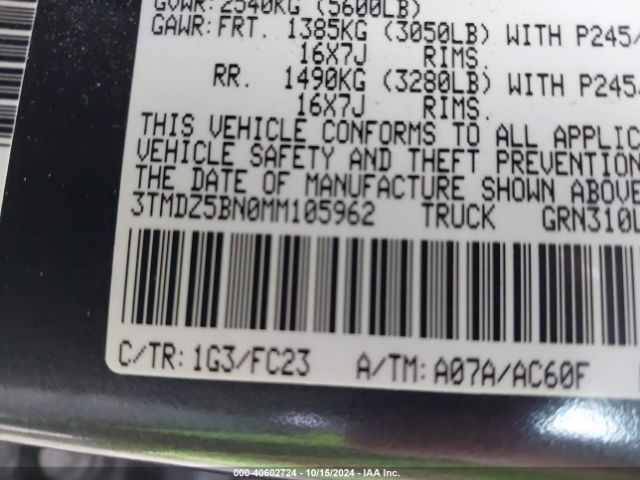 GVWR: 2540KG (5600LB)
GAWR: FRT. 1385KG (3050LB) WITH P245/
16X7J RIMS.
RR. 1490KG (3280LB) WITH P245
16X7J RIMS.
THIS VEHICLE CONFORMS TO ALL APPLIC
VEHICLE SAFETY AND THEFT PREVENTION
THE DATE OF MANUFACTURE SHOWN ABOVE
3TMDZ5BN0MM105962 TRUCK GRN310L
C/TR: 1G3/FC23 A/TM: A07A/AC60F
000-40602724 - 10/15/2024 - IAA Inc.